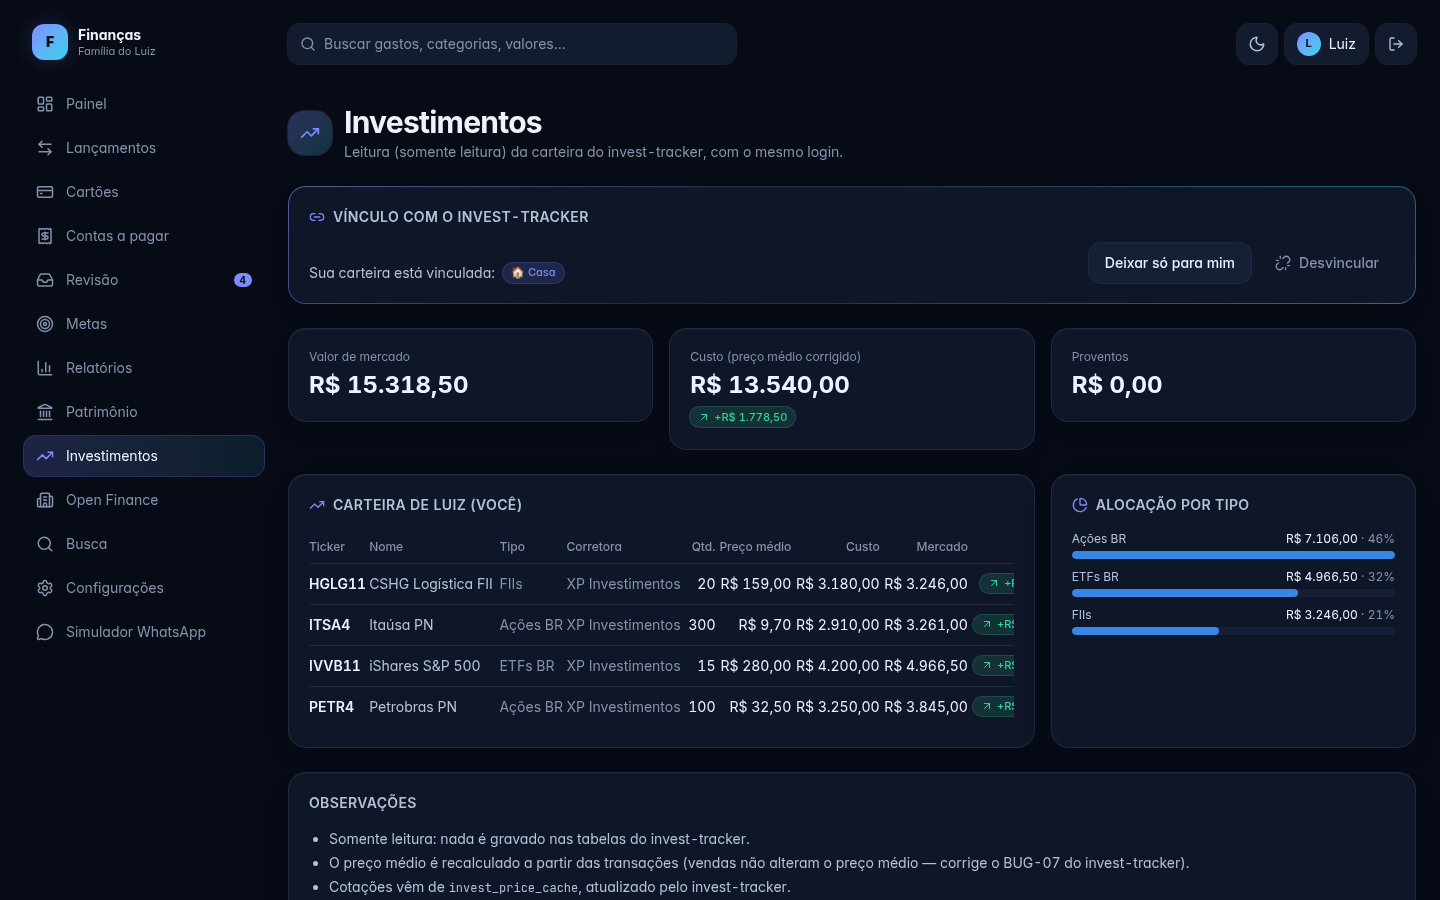 F
Finanças
Família do Luiz
Buscar gastos, categorias, valores...
L
Luiz
Painel
Lançamentos
Cartões
Contas a pagar
Revisão
4
Metas
Relatórios
Patrimônio
Investimentos
Open Finance
Busca
Configurações
Simulador WhatsApp
Investimentos
Leitura (somente leitura) da carteira do invest-tracker, com o mesmo login.
VÍNCULO COM O INVEST-TRACKER
Sua carteira está vinculada: 🏠 Casa
Deixar só para mim
Desvincular
Valor de mercado
R$ 15.318,50
Custo (preço médio corrigido)
R$ 13.540,00
+R$ 1.778,50
Proventos
R$ 0,00
CARTEIRA DE LUIZ (VOCÊ)
Ticker Nome Tipo Corretora Qtd. Preço médio Custo Mercado
HGLG11 CSHG Logística FII FIIs XP Investimentos 20 R$ 159,00 R$ 3.180,00 R$ 3.246,00
ITSA4 Itaúsa PN Ações BR XP Investimentos 300 R$ 9,70 R$ 2.910,00 R$ 3.261,00 +R$
IVVB11 iShares S&P 500 ETFs BR XP Investimentos 15 R$ 280,00 R$ 4.200,00 R$ 4.966,50 +R$
PETR4 Petrobras PN Ações BR XP Investimentos 100 R$ 32,50 R$ 3.250,00 R$ 3.845,00 +R$
ALOCAÇÃO POR TIPO
Ações BR R$ 7.106,00 · 46%
ETFs BR R$ 4.966,50 · 32%
FIIs R$ 3.246,00 · 21%
OBSERVAÇÕES
• Somente leitura: nada é gravado nas tabelas do invest-tracker.
• O preço médio é recalculado a partir das transações (vendas não alteram o preço médio — corrige o BUG-07 do invest-tracker).
• Cotações vêm de invest_price_cache, atualizado pelo invest-tracker.